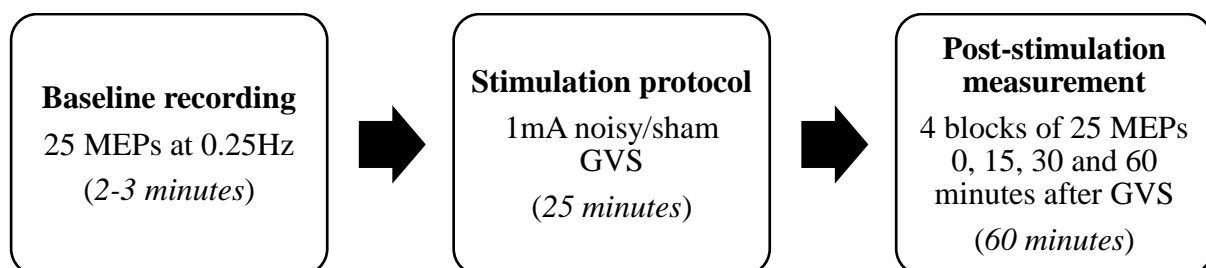 Baseline recording
25 MEPs at 0.25Hz
(2-3 minutes)
Stimulation protocol
1mA noisy/sham
GVS
(25 minutes)
Post-stimulation
measurement
4 blocks of 25 MEPs
0, 15, 30 and 60
minutes after GVS
(60 minutes)